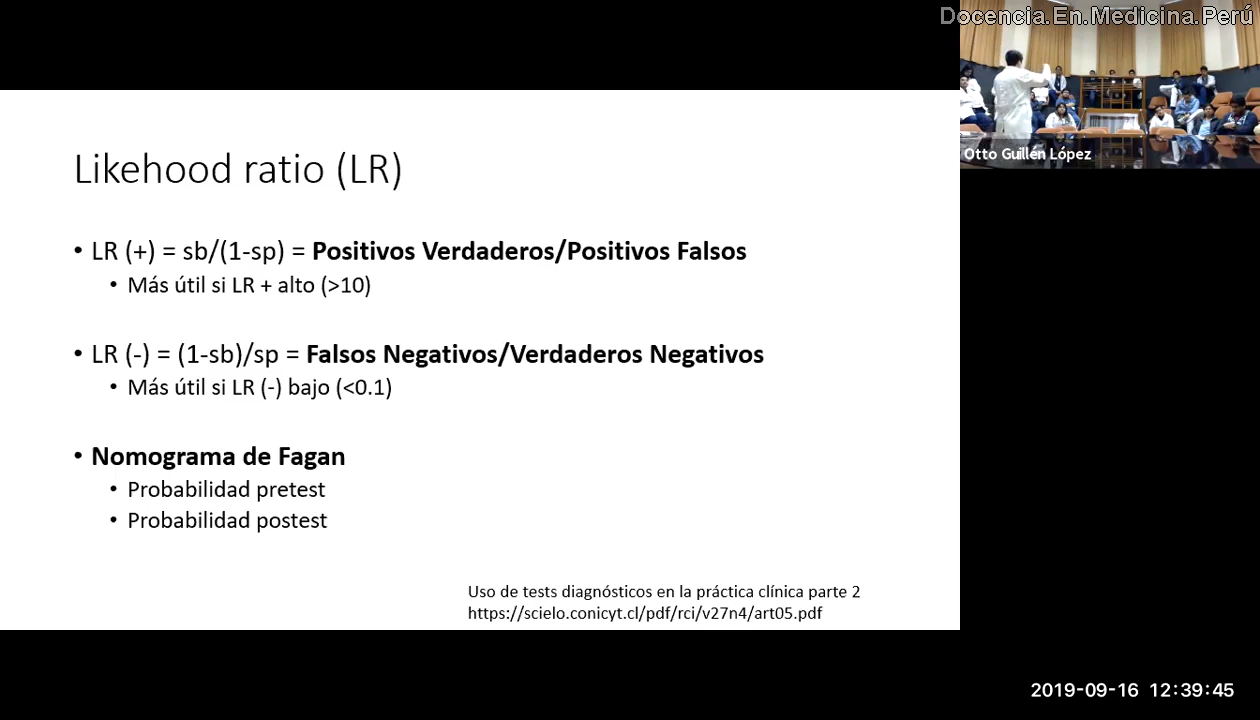 Docencia.En.Medicina.Perú
Otto Guillén López
Likehood ratio (LR)
• LR (+) = sb/(1-sp) = Positivos Verdaderos/Positivos Falsos
• Más útil si LR + alto (>10)
• LR (-) = (1-sb)/sp = Falsos Negativos/Verdaderos Negativos
• Más útil si LR (-) bajo (<0.1)
• Nomograma de Fagan
• Probabilidad pretest
• Probabilidad postest
Uso de tests diagnósticos en la práctica clínica parte 2
https://scielo.conicyt.cl/pdf/rci/v27n4/art05.pdf
2019-09-16 12:39:45